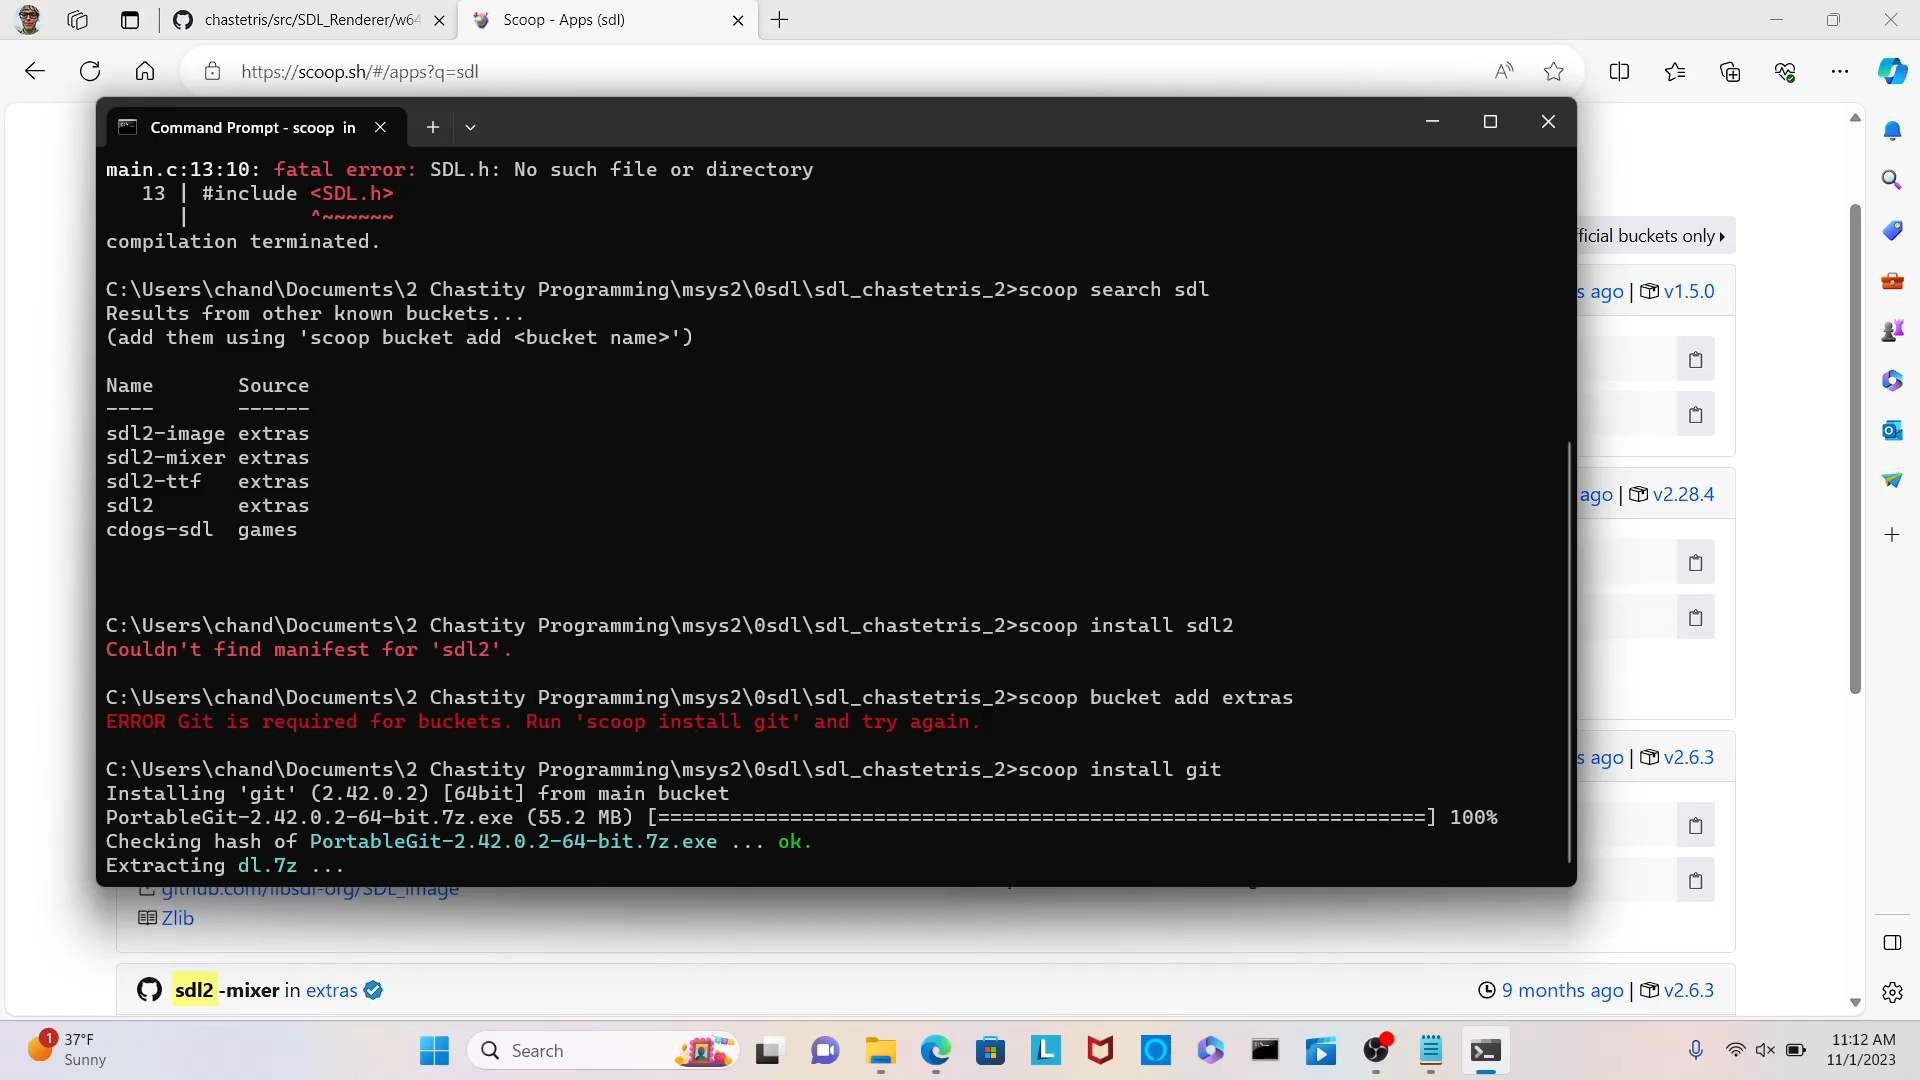 chastetris/src/SDL_Renderer/w64
Scoop - Apps (sdl)
https://scoop.sh/#/apps?q=sdl
Command Prompt - scoop in
main.c:13:10: fatal error: SDL.h: No such file or directory
13 | #include <SDL.h>
| ^~~~~~~
compilation terminated.
C:\Users\chand\Documents\2 Chastity Programming\msys2\0sdl\sdl_chastetris_2>scoop search sdl
Results from other known buckets...
(add them using 'scoop bucket add <bucket name>')
Name Source
---- ------
sdl2-image extras
sdl2-mixer extras
sdl2-ttf extras
sdl2 extras
cdogs-sdl games
C:\Users\chand\Documents\2 Chastity Programming\msys2\0sdl\sdl_chastetris_2>scoop install sdl2
Couldn't find manifest for 'sdl2'.
C:\Users\chand\Documents\2 Chastity Programming\msys2\0sdl\sdl_chastetris_2>scoop bucket add extras
ERROR Git is required for buckets. Run 'scoop install git' and try again.
C:\Users\chand\Documents\2 Chastity Programming\msys2\0sdl\sdl_chastetris_2>scoop install git
Installing 'git' (2.42.0.2) [64bit] from main bucket
PortableGit-2.42.0.2-64-bit.7z.exe (55.2 MB) [================================================================] 100%
Checking hash of PortableGit-2.42.0.2-64-bit.7z.exe ... ok.
Extracting dl.7z ...
ficial buckets only
s ago | v1.5.0
ago | v2.28.4
s ago | v2.6.3
github.com/libsdl-org/SDL_image
Zlib
sdl2-mixer in extras
9 months ago | v2.6.3
1
37°F
Sunny
Search
11:12 AM
11/1/2023